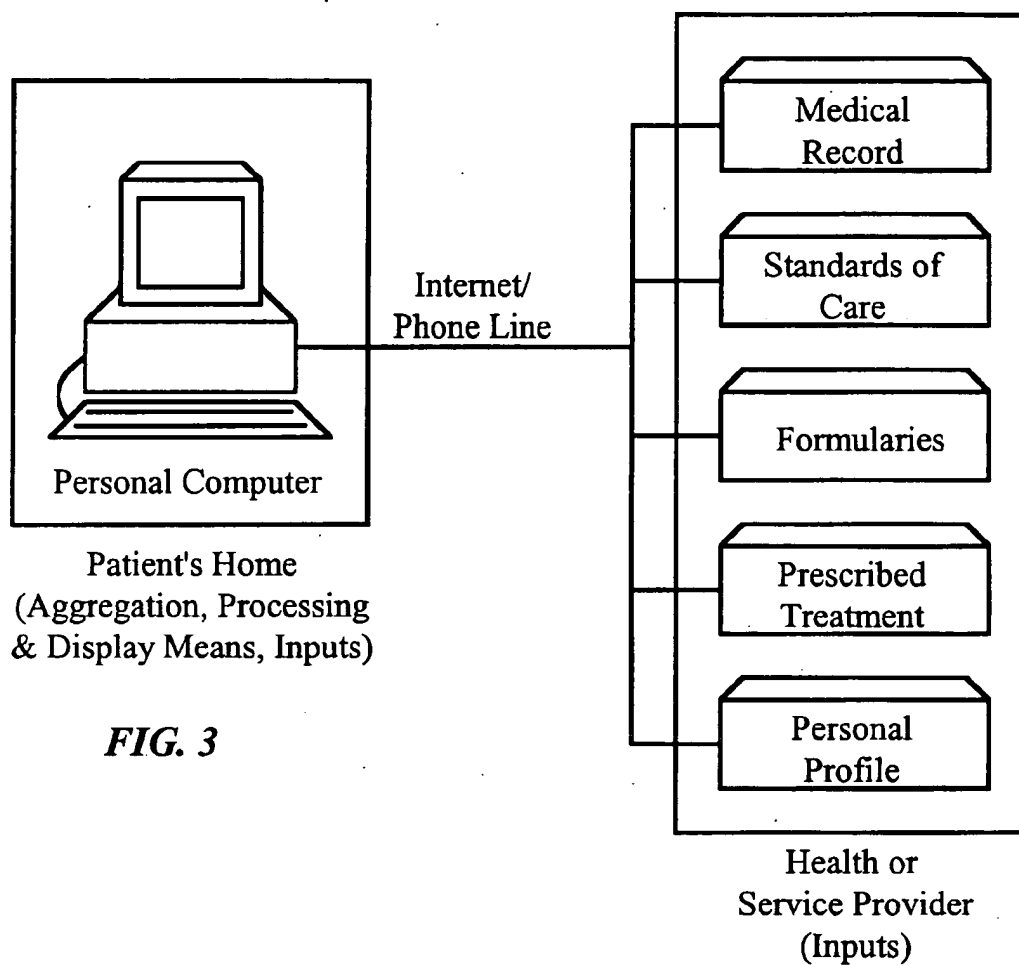 Medical
Record
Standards of
Care
Internet/
Phone Line
Formularies
Personal Computer
Prescribed
Treatment
Patient's Home
(Aggregation, Processing
& Display Means, Inputs)
Personal
Profile
FIG. 3
Health or
Service Provider
(Inputs)